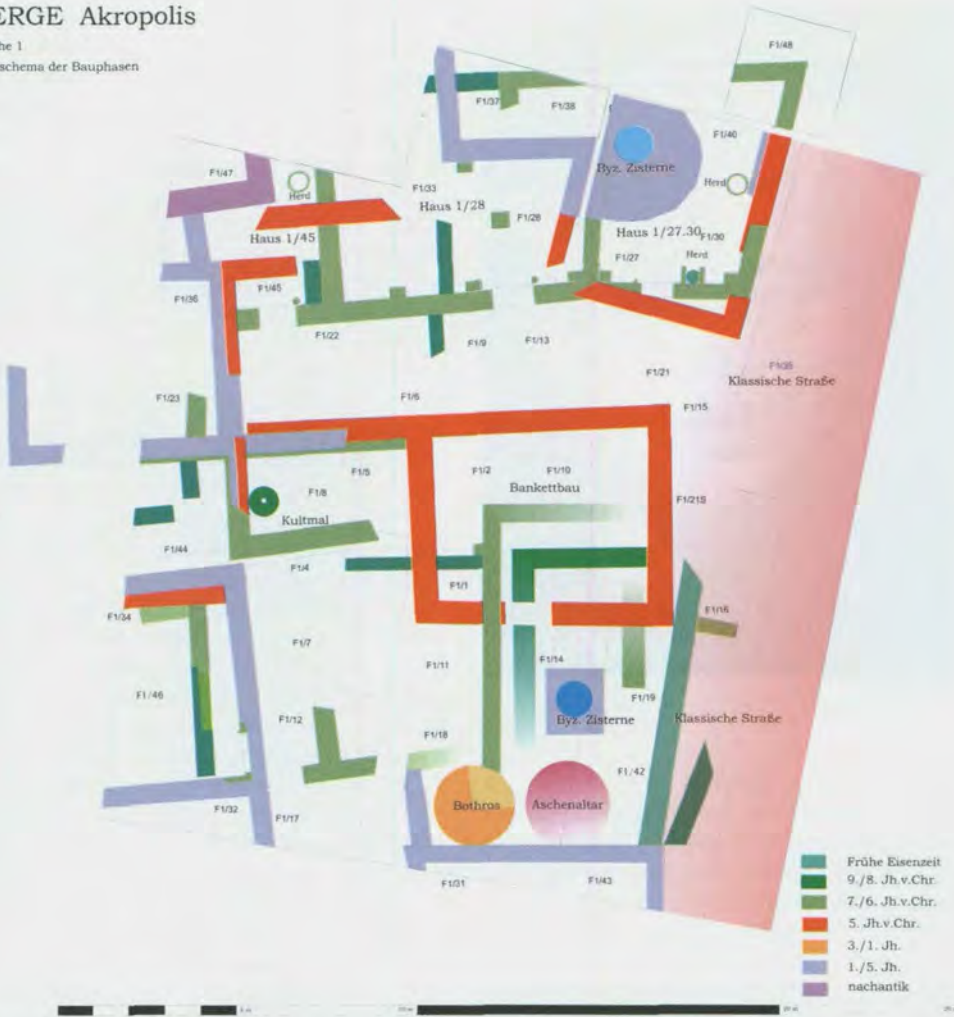 ERGE Akropolis
he 1
schema der Bauphasen
F1/48
F1/37
F1/38
F1/40
Byz. Zisterne
F1/47
Herd
F1/33
Herd
Haus 1/28
F1/28
Haus 1/45
Haus 1/27.30
F1/30
F1/27
Herd
F1/36
F1/45
F1/22
F1/9
F1/13
F1/21
F1/35
Klassische Straße
F1/23
F1/6
F1/15
F1/5
F1/2
F1/10
F1/8
Bankettbau
F1/21S
Kultmal
F1/44
F1/4
F1/1
F1/34
F1/16
F1/7
F1/11
F1/14
F1/46
F1/19
F1/12
Byz. Zisterne
Klassische Straße
F1/18
F1/42
Bothros
Aschenaltar
F1/32
F1/17
F1/31
F1/43
Frühe Eisenzeit
9./8. Jh.v.Chr.
7./6. Jh.v.Chr.
5. Jh.v.Chr.
3./1. Jh.
1./5. Jh.
nachantik